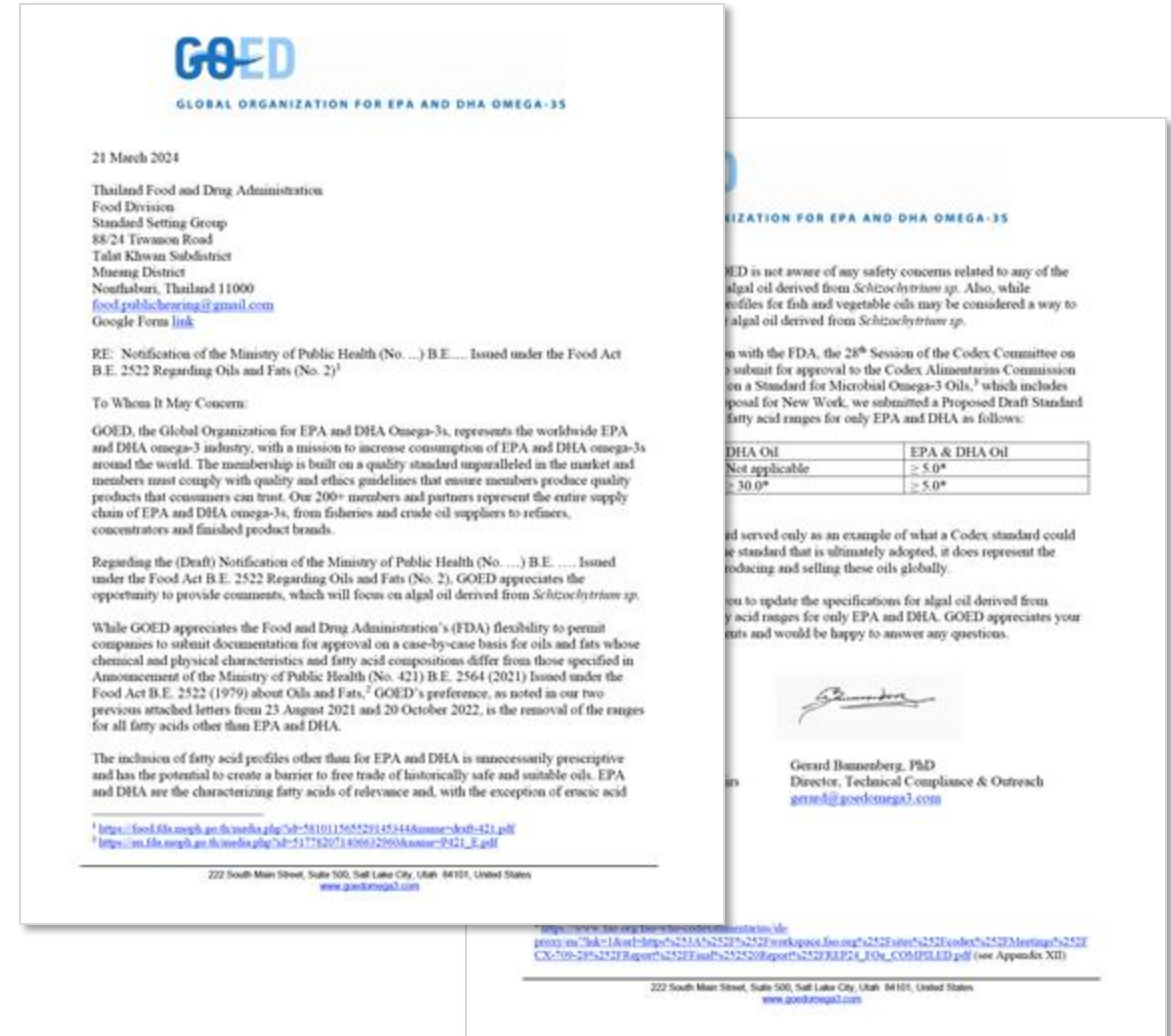 GOED
GLOBAL ORGANIZATION FOR EPA AND DHA OMEGA-3S
21 March 2024
Thailand Food and Drug Administration
Food Division
Standard Setting Group
88/24 Tiwanon Road
Talat Khwan Subdistrict
Mueang District
Nonthaburi, Thailand 11000
food.publichearing@gmail.com
Google Form link
RE: Notification of the Ministry of Public Health (No. ...) B.E.... Issued under the Food Act
B.E. 2522 Regarding Oils and Fats (No. 2)¹
To Whom It May Concern:
GOED, the Global Organization for EPA and DHA Omega-3s, represents the worldwide EPA
and DHA omega-3 industry, with a mission to increase consumption of EPA and DHA omega-3s
around the world. The membership is built on a quality standard unparalleled in the market and
members must comply with quality and ethics guidelines that ensure members produce quality
products that consumers can trust. Our 200+ members and partners represent the entire supply
chain of EPA and DHA omega-3s, from fisheries and crude oil suppliers to refiners,
concentrators and finished product brands.
Regarding the (Draft) Notification of the Ministry of Public Health (No. ...) B.E. .... Issued
under the Food Act B.E. 2522 Regarding Oils and Fats (No. 2), GOED appreciates the
opportunity to provide comments, which will focus on algal oil derived from Schizochytrium sp.
While GOED appreciates the Food and Drug Administration's (FDA) flexibility to permit
companies to submit documentation for approval on a case-by-case basis for oils and fats whose
chemical and physical characteristics and fatty acid compositions differ from those specified in
Announcement of the Ministry of Public Health (No. 421) B.E. 2564 (2021) Issued under the
Food Act B.E. 2522 (1979) about Oils and Fats,² GOED's preference, as noted in our two
previous attached letters from 23 August 2021 and 20 October 2022, is the removal of the ranges
for all fatty acids other than EPA and DHA.
The inclusion of fatty acid profiles other than for EPA and DHA is unnecessarily prescriptive
and has the potential to create a barrier to free trade of historically safe and suitable oils. EPA
and DHA are the characterizing fatty acids of relevance and, with the exception of erucic acid
222 South Main Street, Suite 500, Salt Lake City, Utah 84101, United States
www.goedomega3.com
IZATION FOR EPA AND DHA OMEGA-3S
OED is not aware of any safety concerns related to any of the
algal oil derived from Schizochytrium sp. Also, while
rofiles for fish and vegetable oils may be considered a way to
algal oil derived from Schizochytrium sp.
n with the FDA, the 28th Session of the Codex Committee on
submit for approval to the Codex Alimentarius Commission
on a Standard for Microbial Omega-3 Oils,³ which includes
posal for New Work, we submitted a Proposed Draft Standard
fatty acid ranges for only EPA and DHA as follows:
DHA Oil EPA & DHA Oil
Not applicable ≥ 5.0*
≥ 30.0* ≥ 5.0*
rd served only as an example of what a Codex standard could
e standard that is ultimately adopted, it does represent the
roducing and selling these oils globally.
ou to update the specifications for algal oil derived from
y acid ranges for only EPA and DHA. GOED appreciates your
ents and would be happy to answer any questions.
Gerard Bannenberg, PhD
irs Director, Technical Compliance & Outreach
gerard@goedomega3.com
(see Appendix XII)
222 South Main Street, Suite 500, Salt Lake City, Utah 84101, United States
www.goedomega3.com